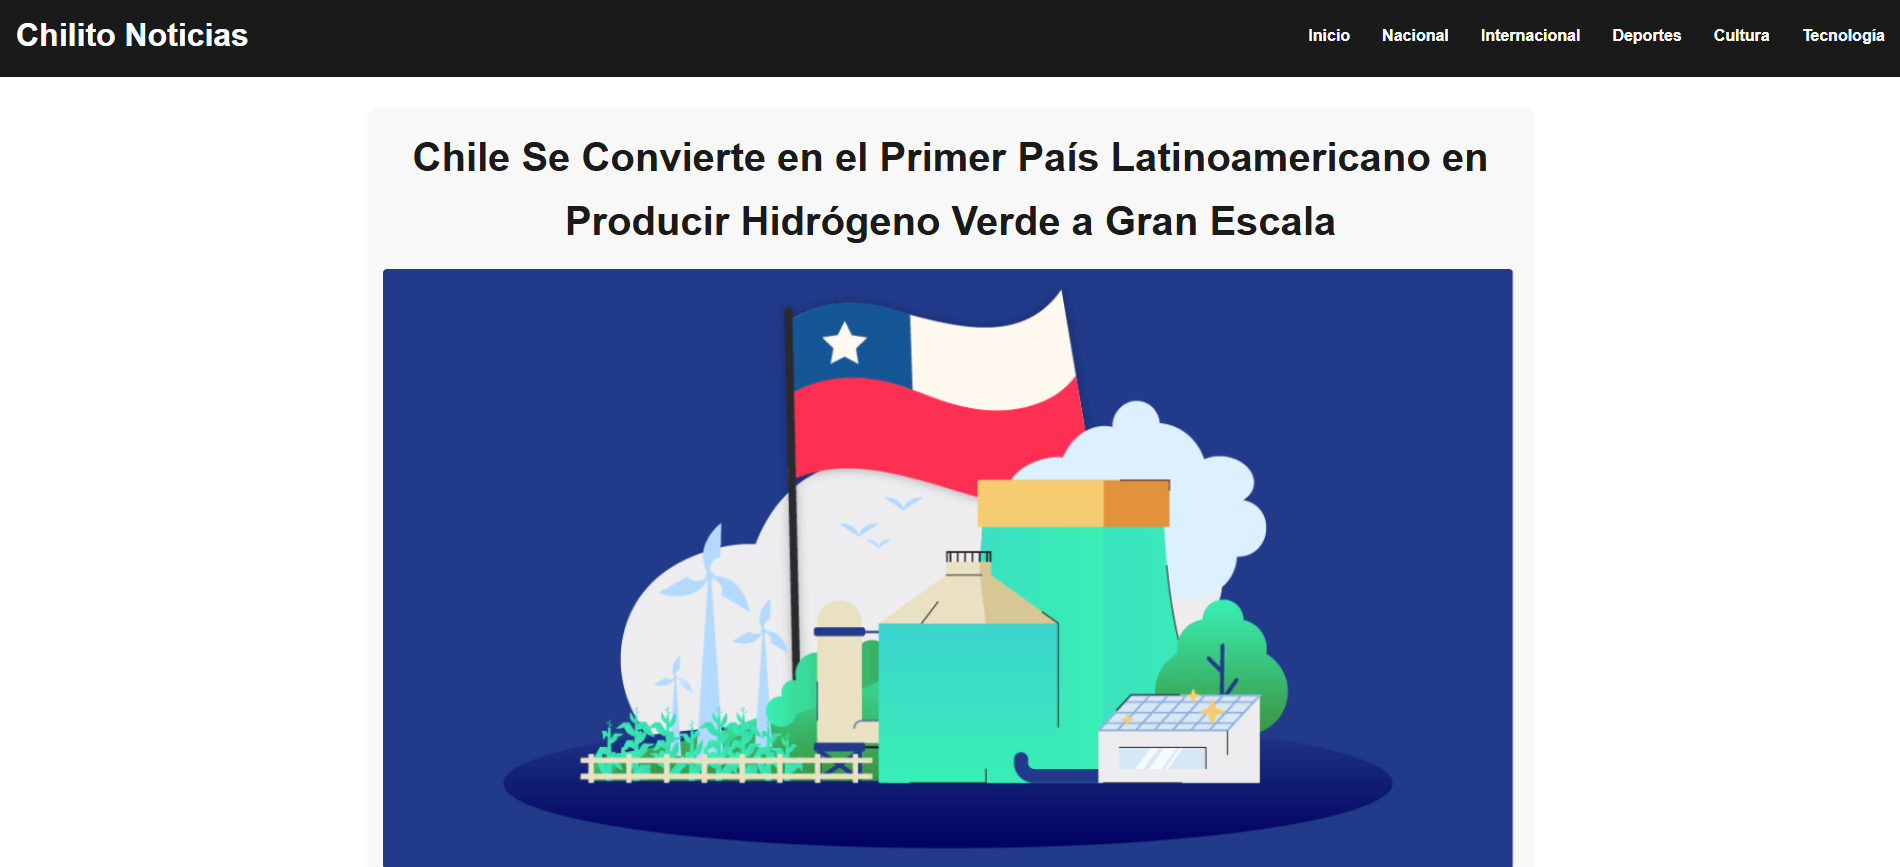 Chilito Noticias
Inicio Nacional Internacional Deportes Cultura Tecnología
Chile Se Convierte en el Primer País Latinoamericano en
Producir Hidrógeno Verde a Gran Escala